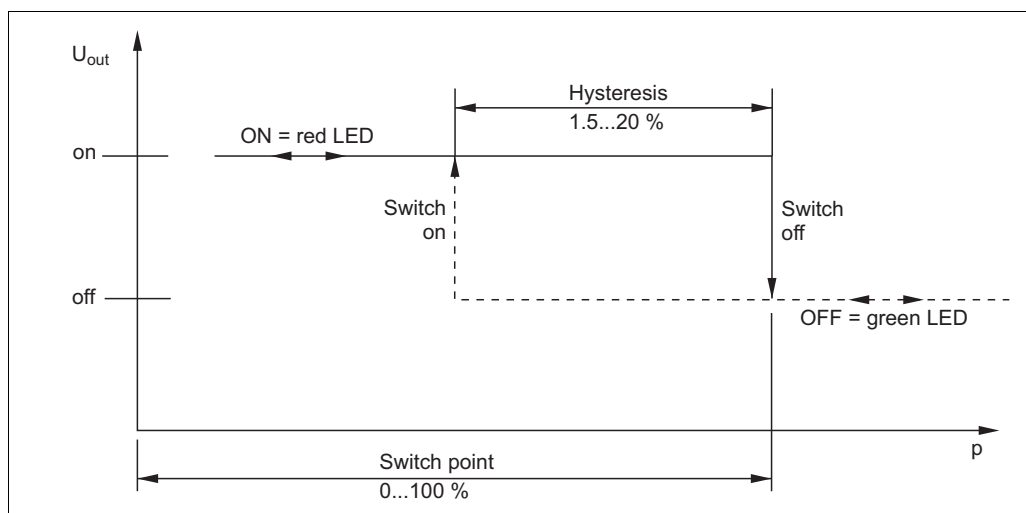 U_out
Hysteresis
1.5...20 %
ON = red LED
on
Switch
on
Switch
off
off
OFF = green LED
p
Switch point
0...100 %